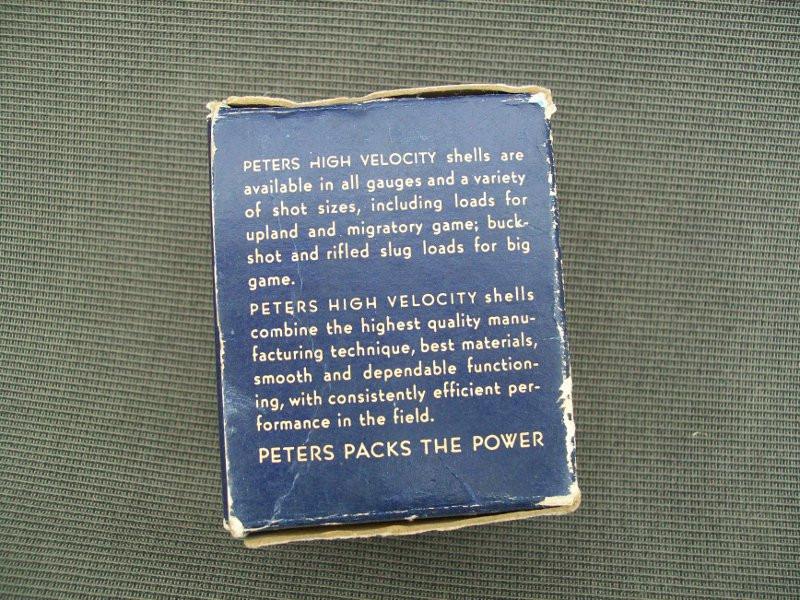 PETERS HIGH VELOCITY shells are
available in all gauges and a variety
of shot sizes, including loads for
upland and migratory game; buck-
shot and rifled slug loads for big
game.
PETERS HIGH VELOCITY shells
combine the highest quality manu-
facturing technique, best materials,
smooth and dependable function-
ing, with consistently efficient per-
formance in the field.
PETERS PACKS THE POWER